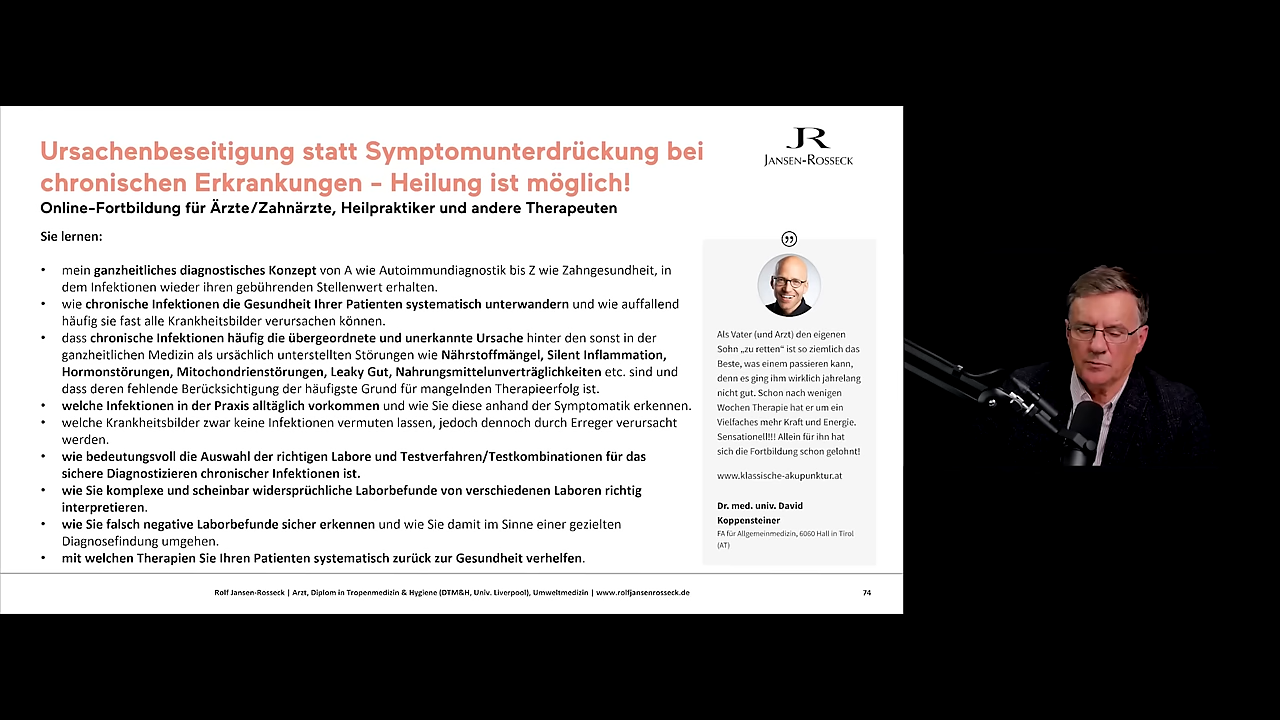 Ursachenbeseitigung statt Symptomunterdrückung bei
chronischen Erkrankungen – Heilung ist möglich!
Online-Fortbildung für Ärzte/Zahnärzte, Heilpraktiker und andere Therapeuten
JR
JANSEN-ROSSECK
Sie lernen:
• mein ganzheitliches diagnostisches Konzept von A wie Autoimmundiagnostik bis Z wie Zahngesundheit, in
dem Infektionen wieder ihren gebührenden Stellenwert erhalten.
• wie chronische Infektionen die Gesundheit Ihrer Patienten systematisch unterwandern und wie auffallend
häufig sie fast alle Krankheitsbilder verursachen können.
• dass chronische Infektionen häufig die übergeordnete und unerkannte Ursache hinter den sonst in der
ganzheitlichen Medizin als ursächlich unterstellten Störungen wie Nährstoffmängel, Silent Inflammation,
Hormonstörungen, Mitochondrienstörungen, Leaky Gut, Nahrungsmittelunverträglichkeiten etc. sind und
dass deren fehlende Berücksichtigung der häufigste Grund für mangelnden Therapieerfolg ist.
• welche Infektionen in der Praxis alltäglich vorkommen und wie Sie diese anhand der Symptomatik erkennen.
• welche Krankheitsbilder zwar keine Infektionen vermuten lassen, jedoch dennoch durch Erreger verursacht
werden.
• wie bedeutungsvoll die Auswahl der richtigen Labore und Testverfahren/Testkombinationen für das
sichere Diagnostizieren chronischer Infektionen ist.
• wie Sie komplexe und scheinbar widersprüchliche Laborbefunde von verschiedenen Laboren richtig
interpretieren.
• wie Sie falsch negative Laborbefunde sicher erkennen und wie Sie damit im Sinne einer gezielten
Diagnosefindung umgehen.
• mit welchen Therapien Sie Ihren Patienten systematisch zurück zur Gesundheit verhelfen.
”
Als Vater (und Arzt) den eigenen
Sohn „zu retten“ ist so ziemlich das
Beste, was einem passieren kann,
denn es ging ihm wirklich jahrelang
nicht gut. Schon nach wenigen
Wochen Therapie hat er um ein
Vielfaches mehr Kraft und Energie.
Sensationell!!! Allein für ihn hat
sich die Fortbildung schon gelohnt!
www.klassische-akupunktur.at
Dr. med. univ. David
Koppensteiner
FA für Allgemeinmedizin, 6060 Hall in Tirol
(AT)
Rolf Jansen-Rosseck | Arzt, Diplom in Tropenmedizin & Hygiene (DTM&H, Univ. Liverpool), Umweltmedizin | www.rolfjansenrosseck.de
74